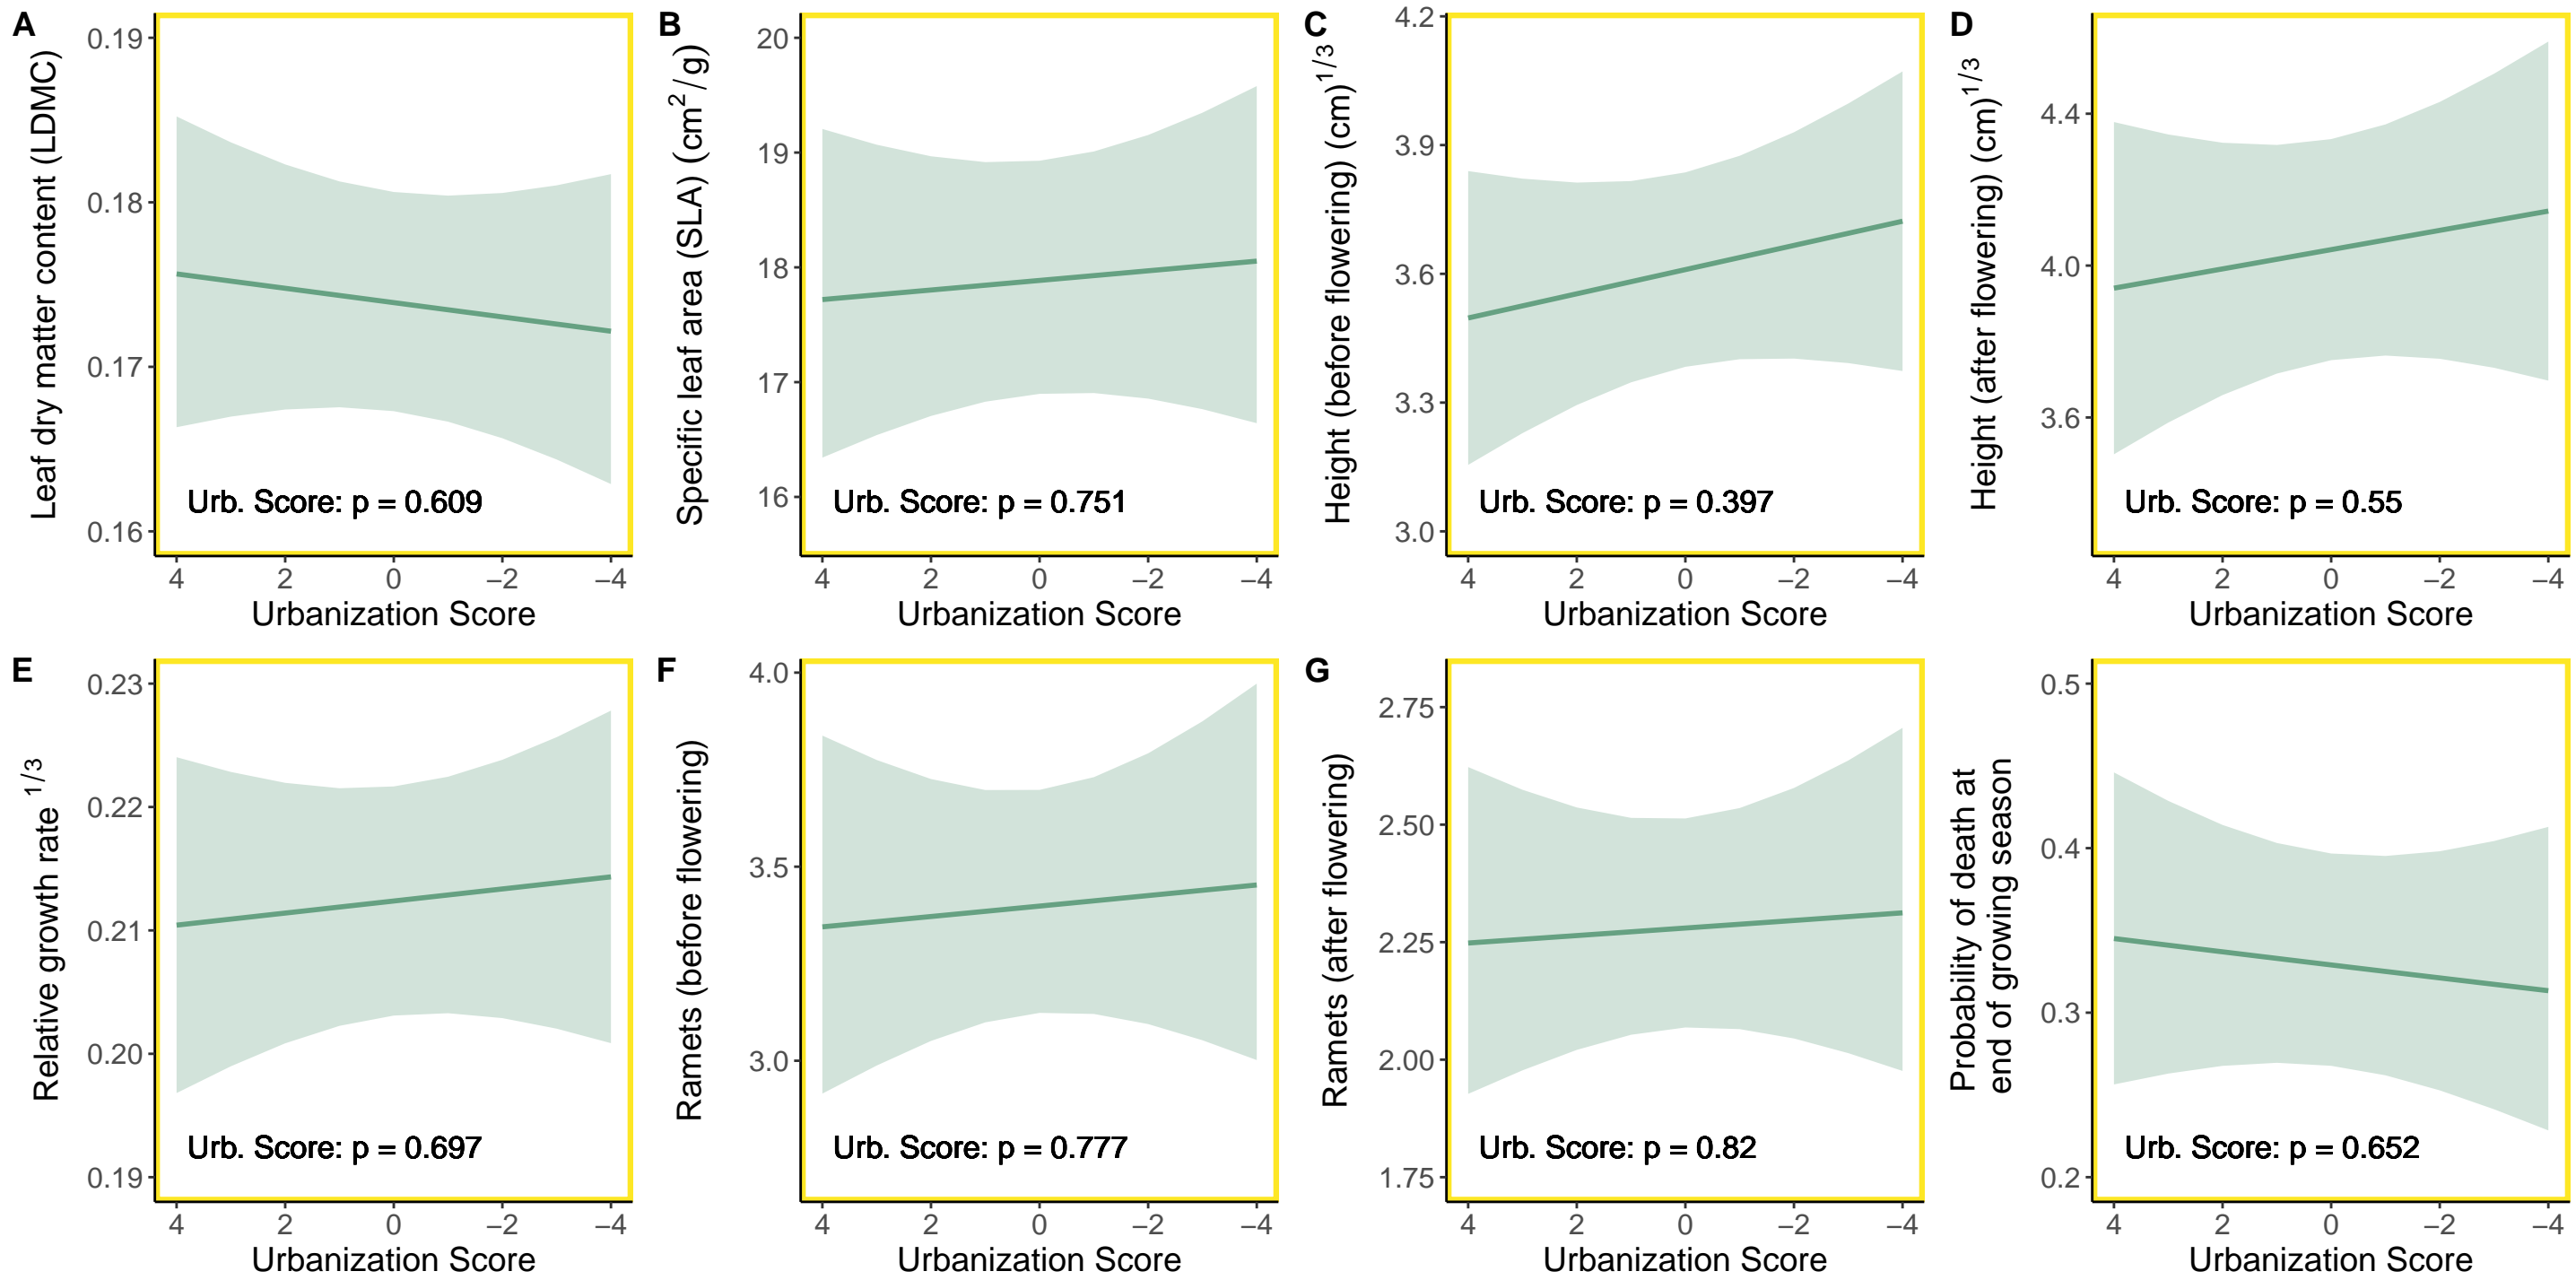 A
Leaf dry matter content (LDMC)
0.19
0.18
0.17
0.16
Urb. Score: p = 0.609
4 2 0 −2 −4
Urbanization Score
B
Specific leaf area (SLA) (cm²/g)
20
19
18
17
16
Urb. Score: p = 0.751
4 2 0 −2 −4
Urbanization Score
C
Height (before flowering) (cm)^1/3
4.2
3.9
3.6
3.3
3.0
Urb. Score: p = 0.397
4 2 0 −2 −4
Urbanization Score
D
Height (after flowering) (cm)^1/3
4.4
4.0
3.6
Urb. Score: p = 0.55
4 2 0 −2 −4
Urbanization Score
E
Relative growth rate ^1/3
0.23
0.22
0.21
0.20
0.19
Urb. Score: p = 0.697
4 2 0 −2 −4
Urbanization Score
F
Ramets (before flowering)
4.0
3.5
3.0
Urb. Score: p = 0.777
4 2 0 −2 −4
Urbanization Score
G
Ramets (after flowering)
2.75
2.50
2.25
2.00
1.75
Urb. Score: p = 0.82
4 2 0 −2 −4
Urbanization Score
Probability of death at
end of growing season
0.5
0.4
0.3
0.2
Urb. Score: p = 0.652
4 2 0 −2 −4
Urbanization Score